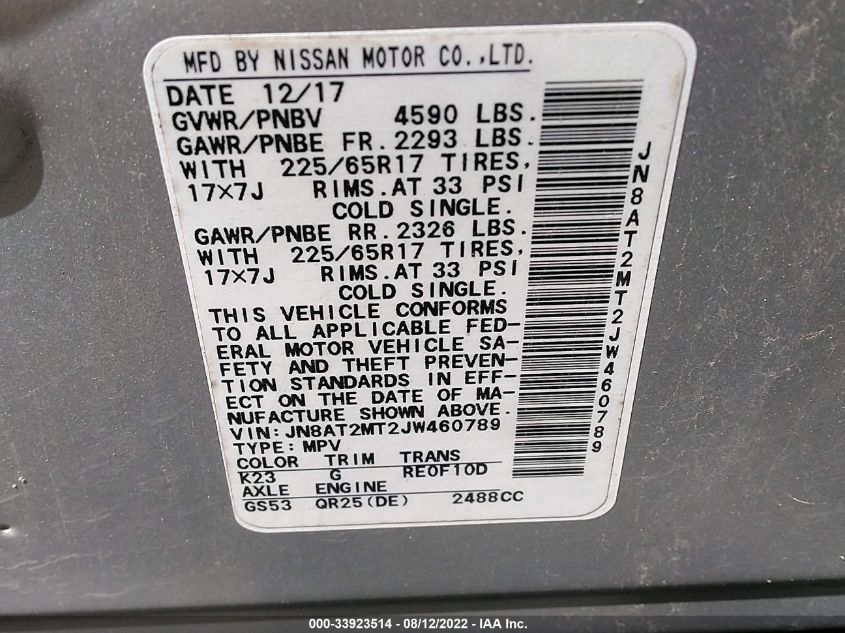 MFD BY NISSAN MOTOR CO.,LTD.
DATE 12/17
GVWR/PNBV 4590 LBS.
GAWR/PNBE FR. 2293 LBS.
WITH 225/65R17 TIRES,
17×7J RIMS.AT 33 PSI
COLD SINGLE.
GAWR/PNBE RR. 2326 LBS.
WITH 225/65R17 TIRES,
17×7J RIMS.AT 33 PSI
COLD SINGLE.
THIS VEHICLE CONFORMS
TO ALL APPLICABLE FED-
ERAL MOTOR VEHICLE SA-
FETY AND THEFT PREVEN-
TION STANDARDS IN EFF-
ECT ON THE DATE OF MA-
NUFACTURE SHOWN ABOVE.
VIN:JN8AT2MT2JW460789
TYPE:MPV
COLOR TRIM TRANS
K23 G RE0F10D
AXLE ENGINE
GS53 QR25(DE) 2488CC
JN8AT2MT2JW460789
000-33923514 - 08/12/2022 - IAA Inc.